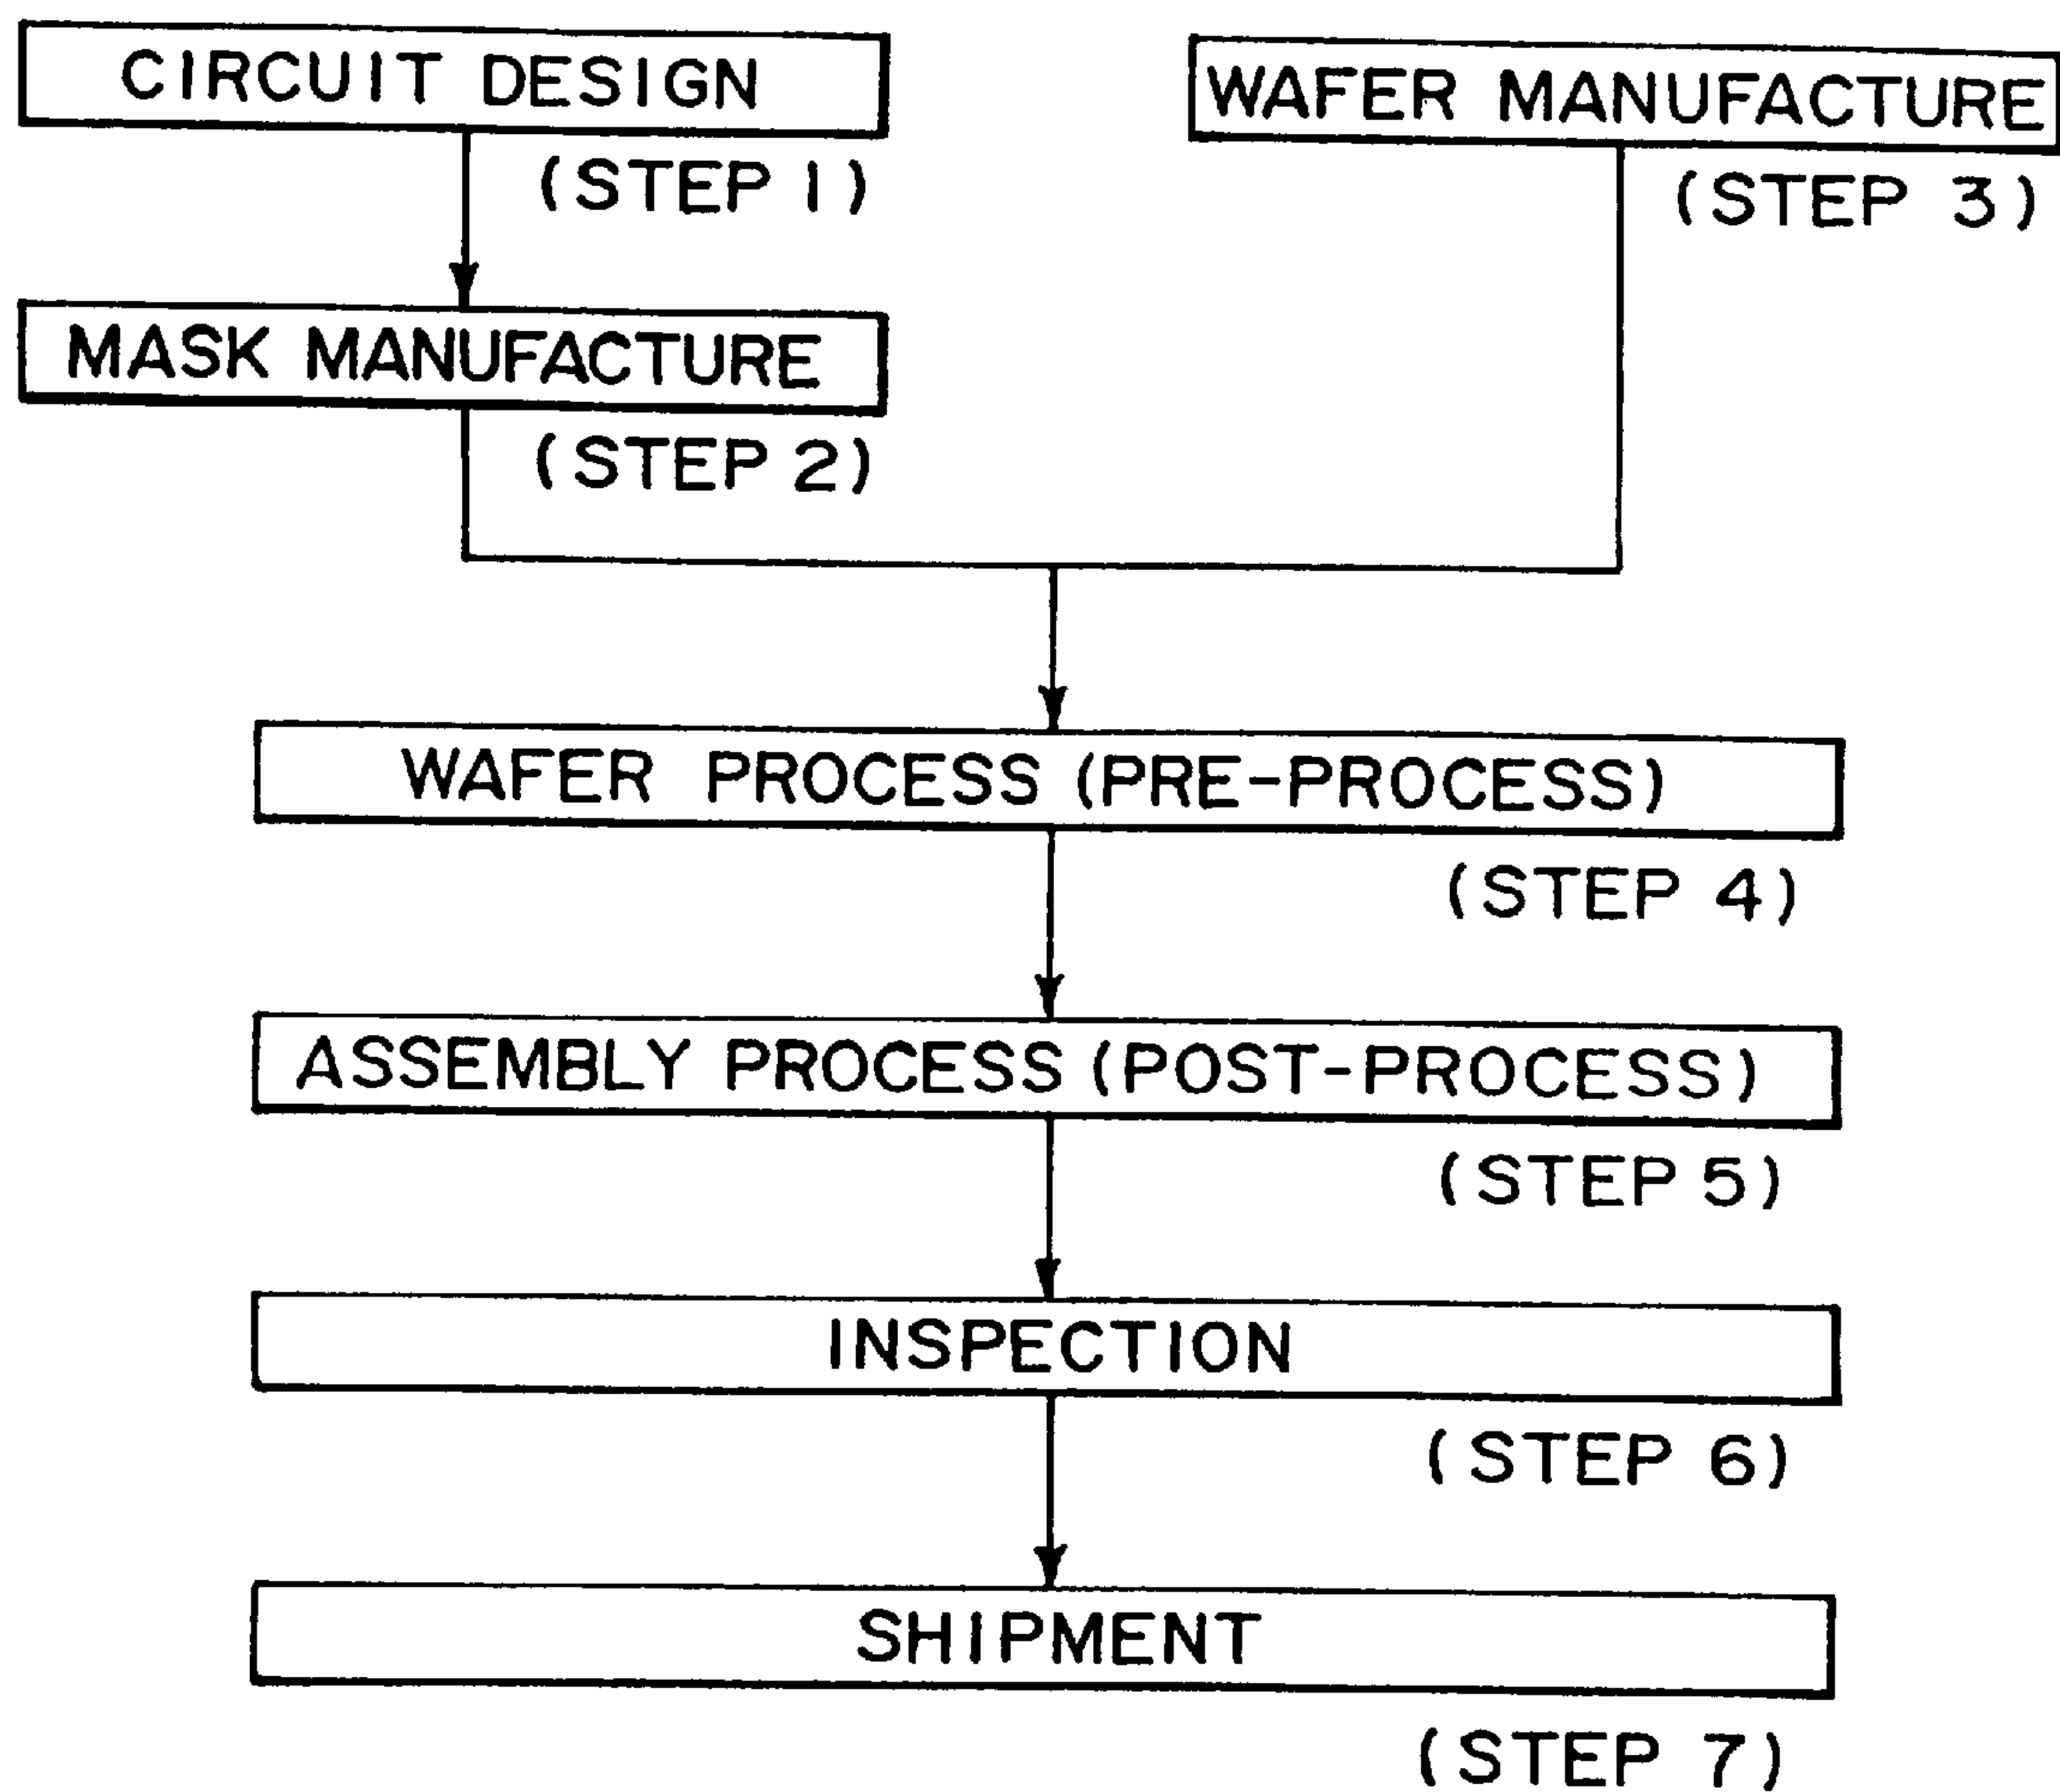 CIRCUIT DESIGN
(STEP 1)
MASK MANUFACTURE
(STEP 2)
WAFER MANUFACTURE
(STEP 3)
WAFER PROCESS (PRE-PROCESS)
(STEP 4)
ASSEMBLY PROCESS (POST-PROCESS)
(STEP 5)
INSPECTION
(STEP 6)
SHIPMENT
(STEP 7)